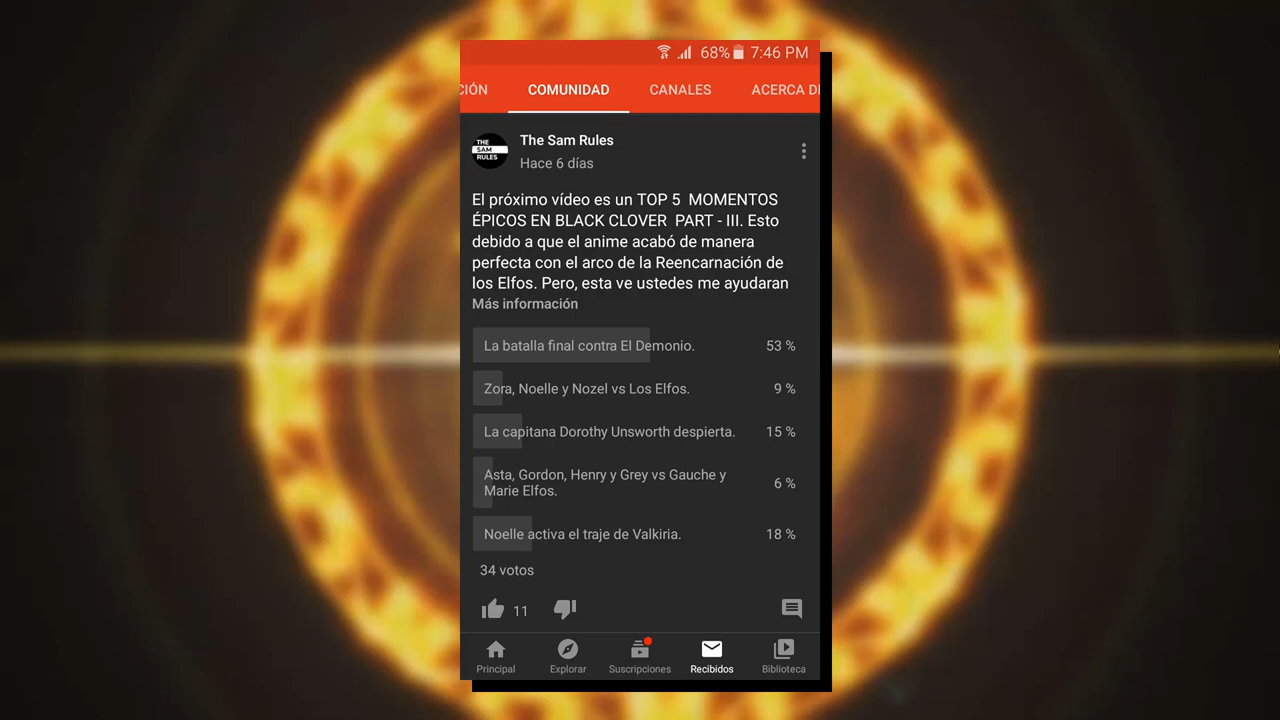 68% 7:46 PM
CIÓN COMUNIDAD CANALES ACERCA D
THE
SAM
RULES
The Sam Rules
Hace 6 días
El próximo vídeo es un TOP 5 MOMENTOS
ÉPICOS EN BLACK CLOVER PART - III. Esto
debido a que el anime acabó de manera
perfecta con el arco de la Reencarnación de
los Elfos. Pero, esta ve ustedes me ayudaran
Más información
La batalla final contra El Demonio. 53 %
Zora, Noelle y Nozel vs Los Elfos. 9 %
La capitana Dorothy Unsworth despierta. 15 %
Asta, Gordon, Henry y Grey vs Gauche y
Marie Elfos. 6 %
Noelle activa el traje de Valkiria. 18 %
34 votos
11
Principal Explorar Suscripciones Recibidos Biblioteca